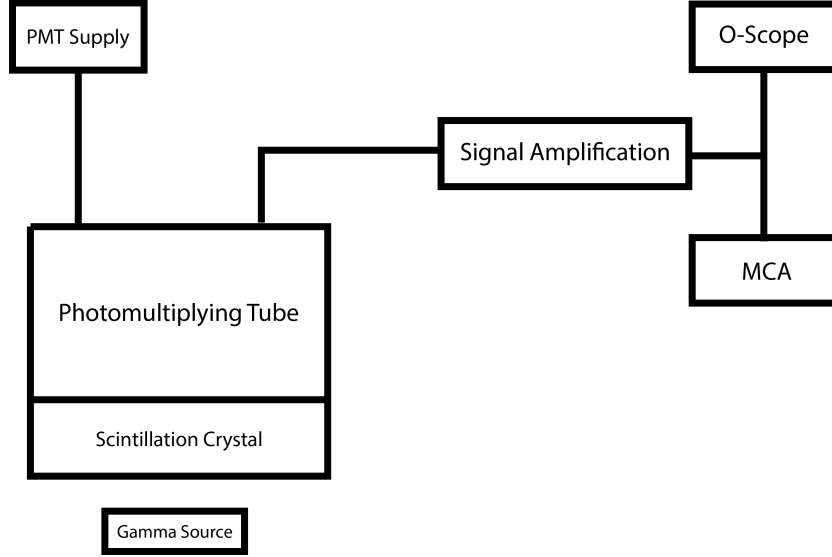 PMT Supply
O-Scope
Signal Amplification
MCA
Photomultiplying Tube
Scintillation Crystal
Gamma Source